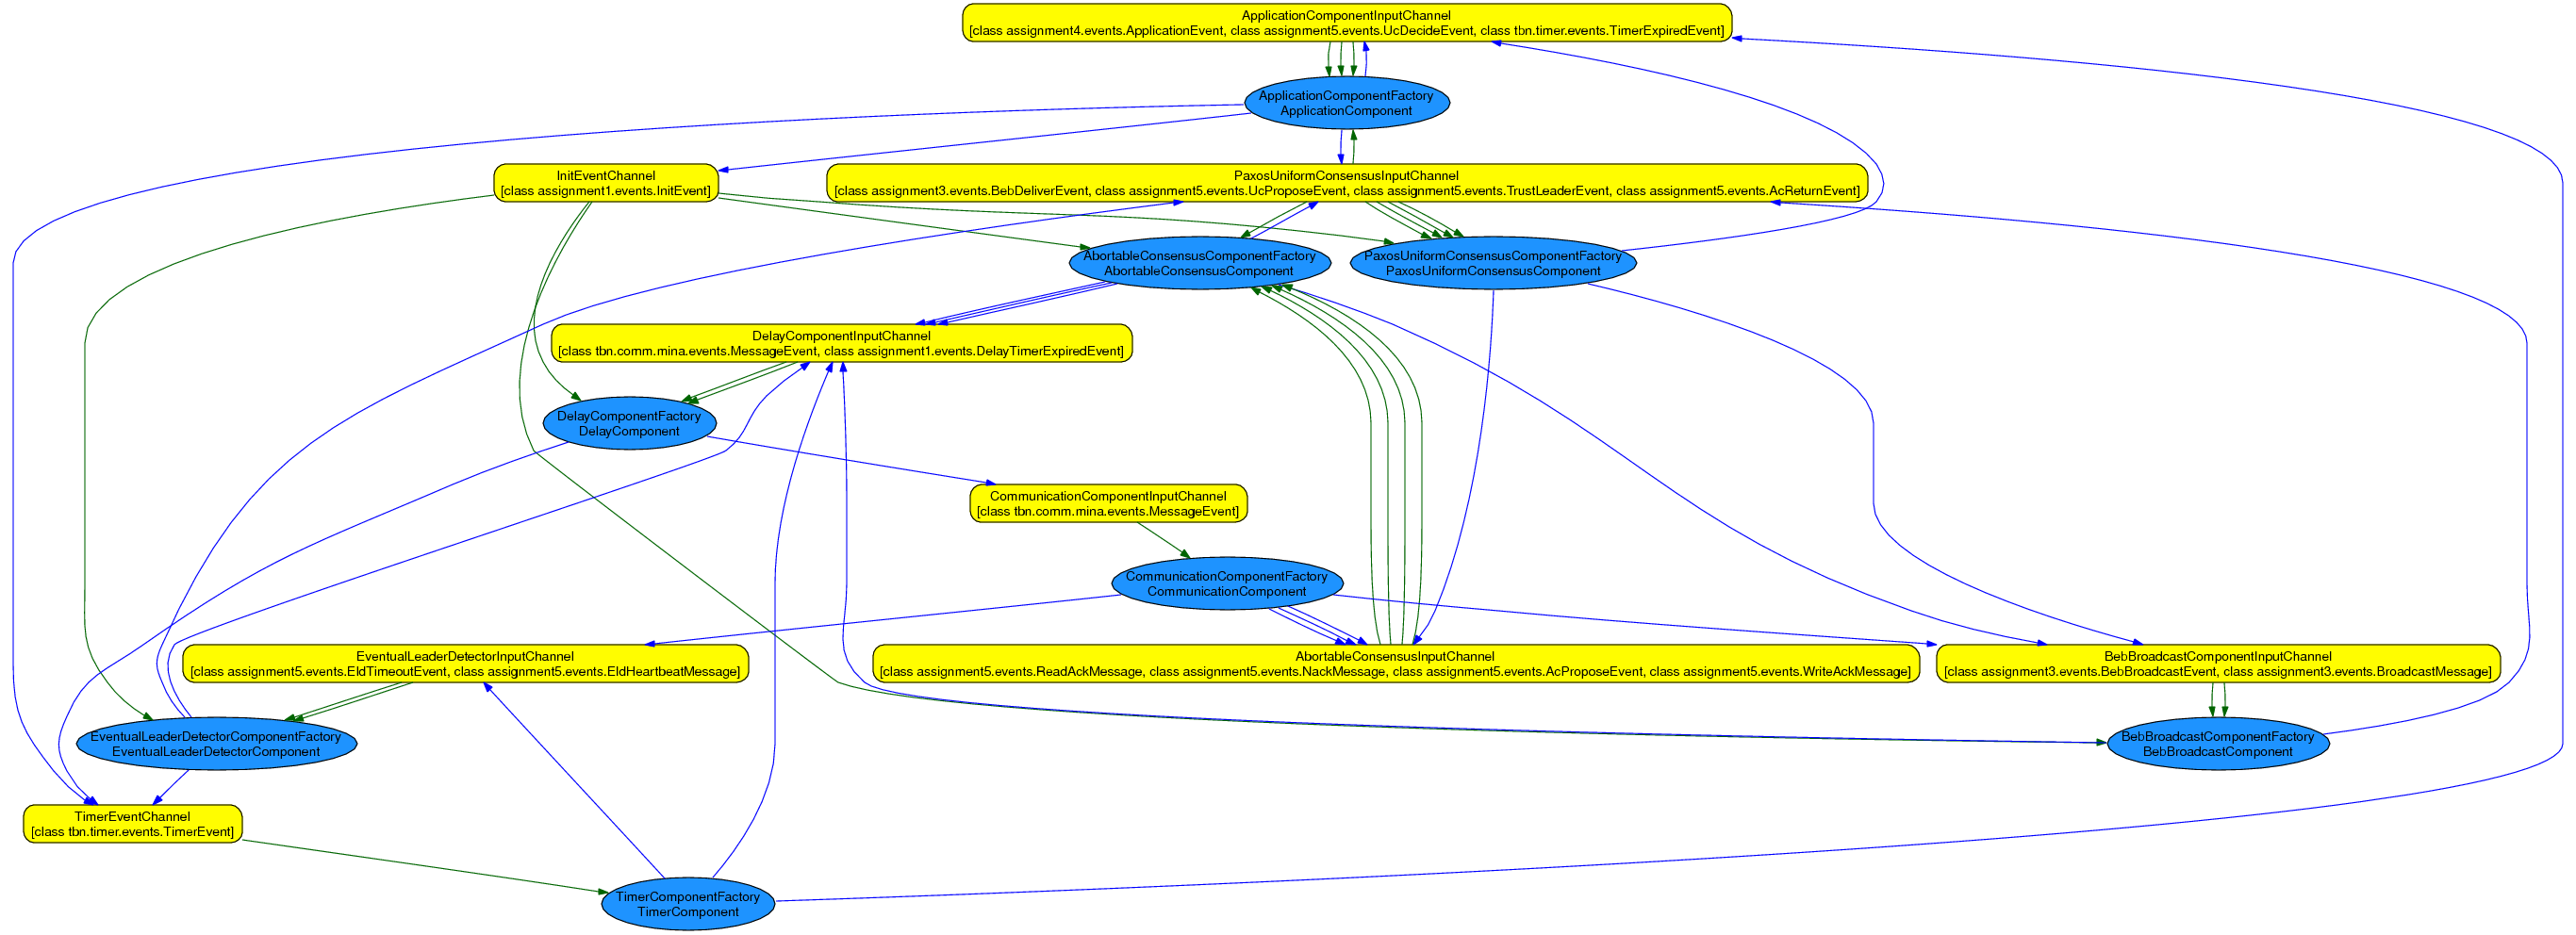 ApplicationComponentInputChannel
[class assignment4.events.ApplicationEvent, class assignment5.events.UcDecideEvent, class tbn.timer.events.TimerExpiredEvent]
ApplicationComponentFactory
ApplicationComponent
InitEventChannel
[class assignment1.events.InitEvent]
PaxosUniformConsensusInputChannel
[class assignment3.events.BebDeliverEvent, class assignment5.events.UcProposeEvent, class assignment5.events.TrustLeaderEvent, class assignment5.events.AcReturnEvent]
AbortableConsensusComponentFactory
AbortableConsensusComponent
PaxosUniformConsensusComponentFactory
PaxosUniformConsensusComponent
DelayComponentInputChannel
[class tbn.comm.mina.events.MessageEvent, class assignment1.events.DelayTimerExpiredEvent]
DelayComponentFactory
DelayComponent
CommunicationComponentInputChannel
[class tbn.comm.mina.events.MessageEvent]
CommunicationComponentFactory
CommunicationComponent
EventualLeaderDetectorInputChannel
[class assignment5.events.EldTimeoutEvent, class assignment5.events.EldHeartbeatMessage]
AbortableConsensusInputChannel
[class assignment5.events.ReadAckMessage, class assignment5.events.NackMessage, class assignment5.events.AcProposeEvent, class assignment5.events.WriteAckMessage]
BebBroadcastComponentInputChannel
[class assignment3.events.BebBroadcastEvent, class assignment3.events.BroadcastMessage]
EventualLeaderDetectorComponentFactory
EventualLeaderDetectorComponent
BebBroadcastComponentFactory
BebBroadcastComponent
TimerEventChannel
[class tbn.timer.events.TimerEvent]
TimerComponentFactory
TimerComponent